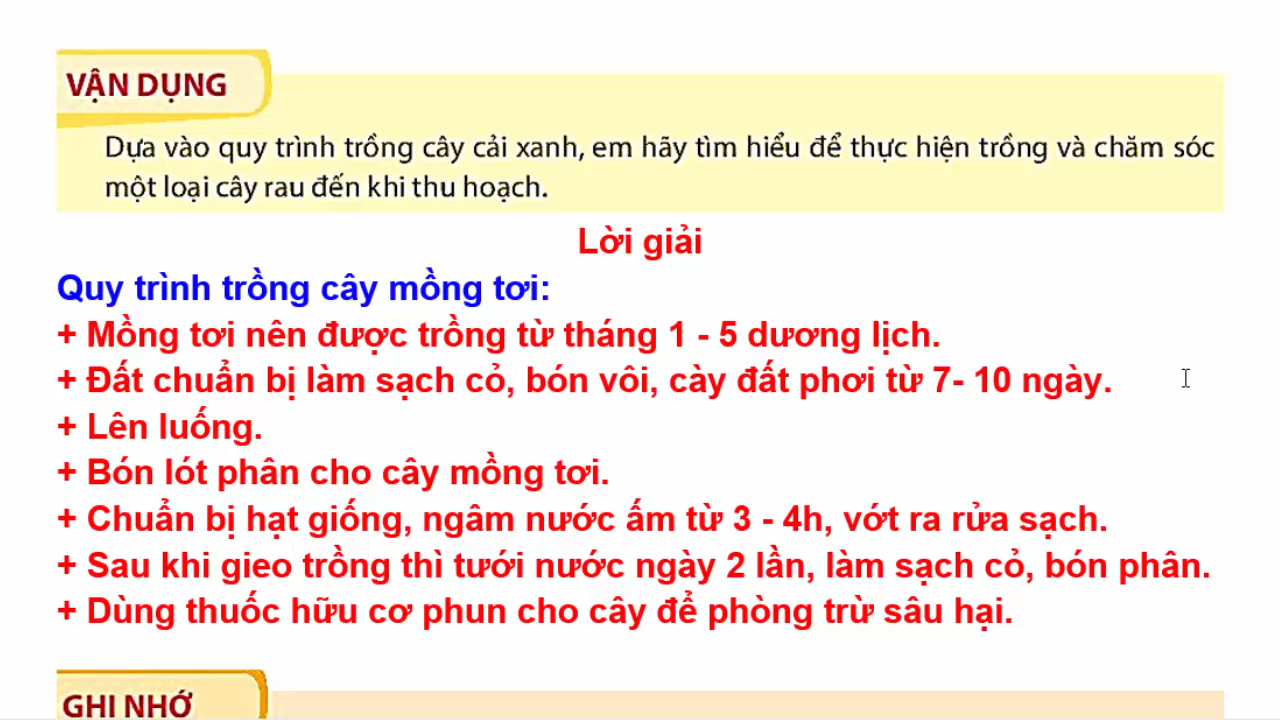 VẬN DỤNG
Dựa vào quy trình trồng cây cải xanh, em hãy tìm hiểu để thực hiện trồng và chăm sóc
một loại cây rau đến khi thu hoạch.
Lời giải
Quy trình trồng cây mồng tơi:
+ Mồng tơi nên được trồng từ tháng 1 - 5 dương lịch.
+ Đất chuẩn bị làm sạch cỏ, bón vôi, cày đất phơi từ 7- 10 ngày.
+ Lên luống.
+ Bón lót phân cho cây mồng tơi.
+ Chuẩn bị hạt giống, ngâm nước ấm từ 3 - 4h, vớt ra rửa sạch.
+ Sau khi gieo trồng thì tưới nước ngày 2 lần, làm sạch cỏ, bón phân.
+ Dùng thuốc hữu cơ phun cho cây để phòng trừ sâu hại.
GHI NHỚ